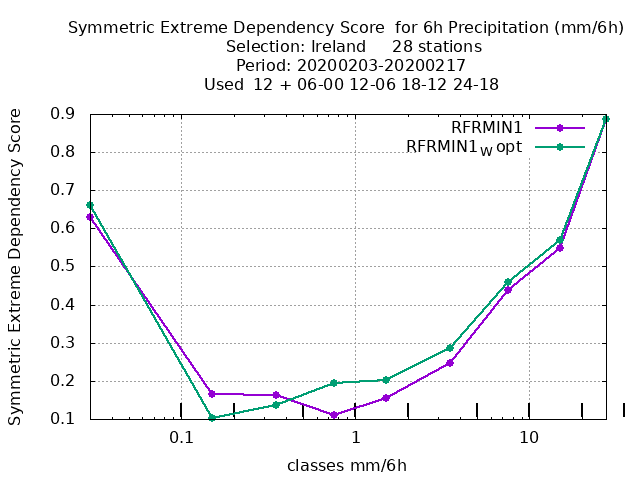 Symmetric Extreme Dependency Score  for 6h Precipitation (mm/6h)
Selection: Ireland     28 stations
Period: 20200203-20200217
Used  12 + 06-00 12-06 18-12 24-18
RFRMIN1
RFRMIN1W opt
Symmetric Extreme Dependency Score
0.9
0.8
0.7
0.6
0.5
0.4
0.3
0.2
0.1
0.1 1 10
classes mm/6h